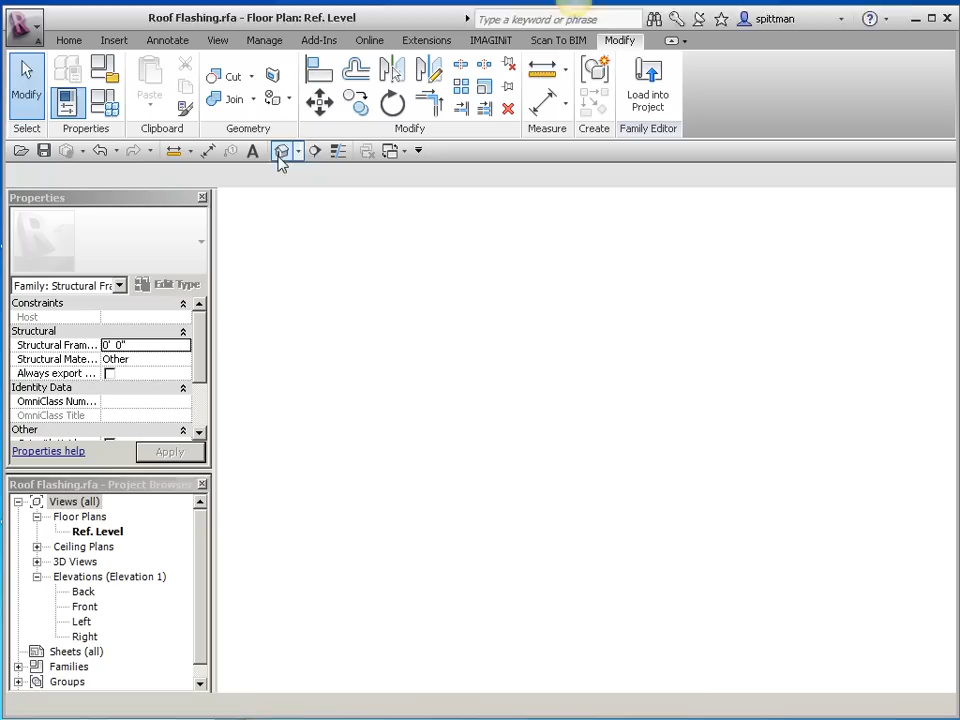 Roof Flashing.rfa - Floor Plan: Ref. Level
Type a keyword or phrase
spittman
Home Insert Annotate View Manage Add-Ins Online Extensions IMAGINiT Scan To BIM Modify
Modify
Paste
Cut
Join
Load into
Project
Select Properties Clipboard Geometry Modify Measure Create Family Editor
A
Properties
Family: Structural Fra
Edit Type
Constraints
Host
Structural
Structural Fram... 0' 0"
Structural Mate... Other
Always export ...
Identity Data
OmniClass Num...
OmniClass Title
Other
Properties help
Apply
Roof Flashing.rfa - Project Browser
Views (all)
Floor Plans
Ref. Level
Ceiling Plans
3D Views
Elevations (Elevation 1)
Back
Front
Left
Right
Sheets (all)
Families
Groups